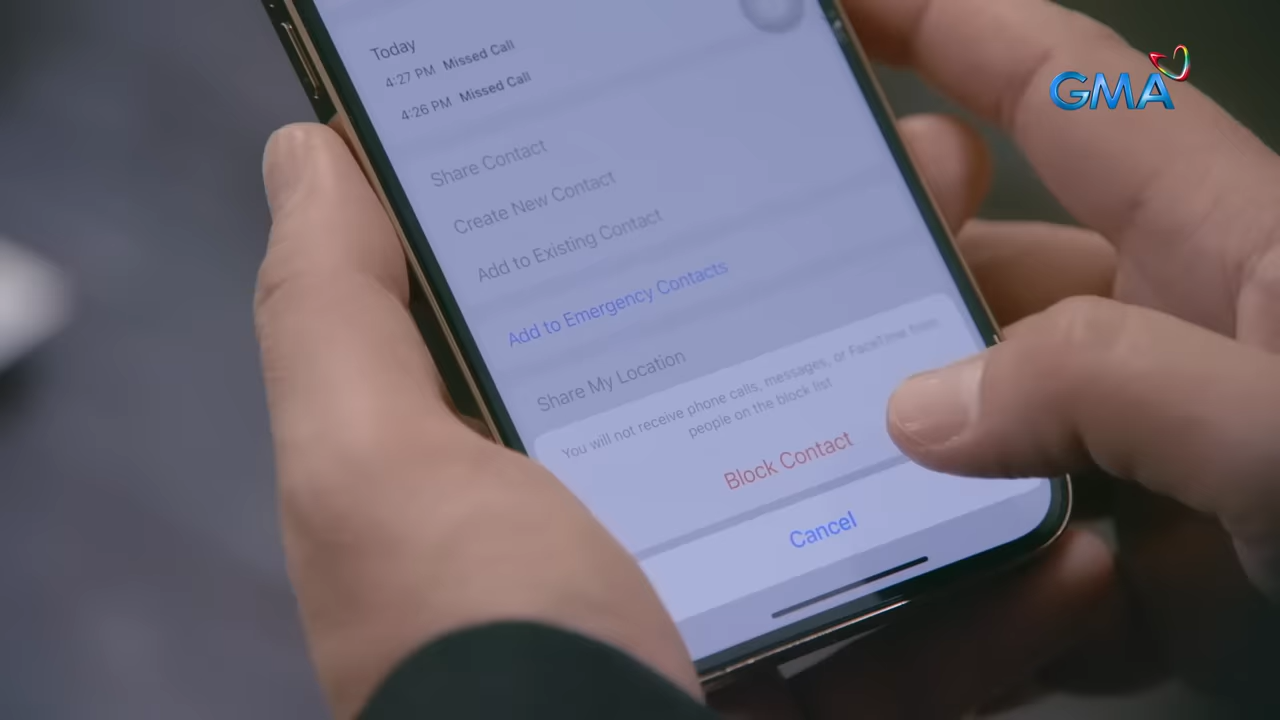 GMA
Today
4:27 PM Missed Call
4:26 PM Missed Call
Share Contact
Create New Contact
Add to Existing Contact
Add to Emergency Contacts
Share My Location
You will not receive phone calls, messages, or FaceTime from
people on the block list
Block Contact
Cancel